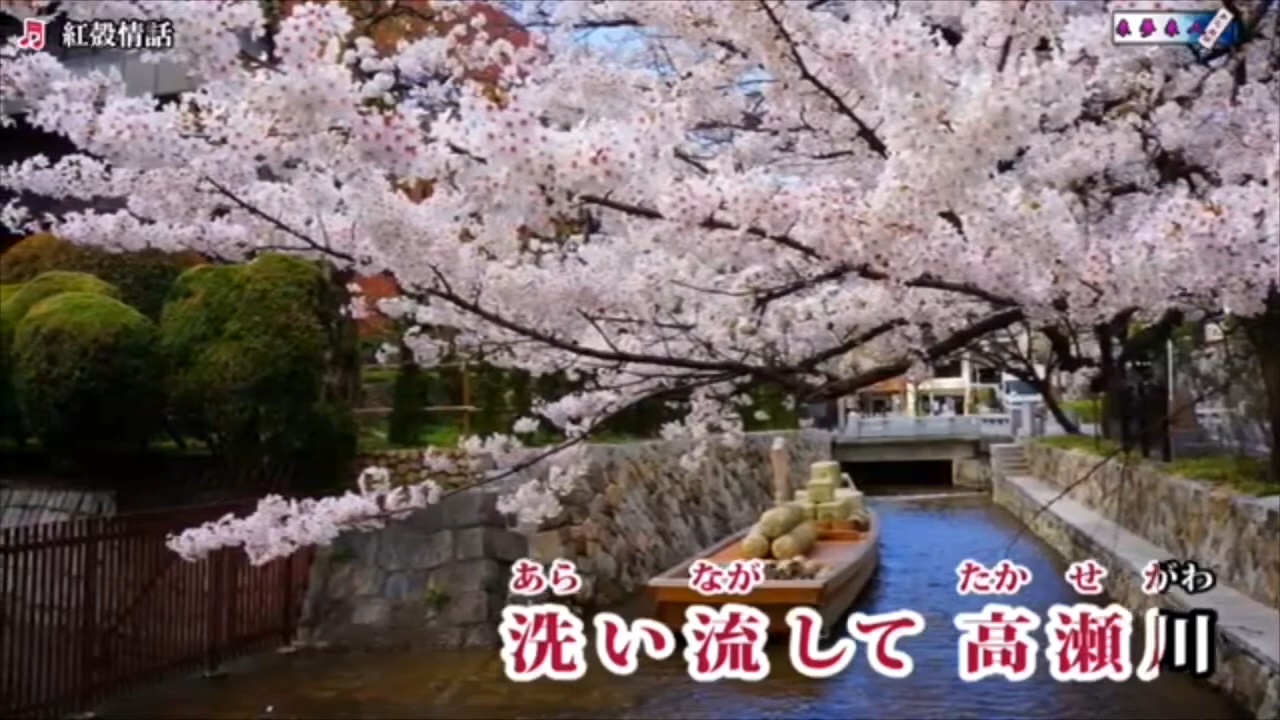 紅殻情話
あら なが たか せ がわ
洗い流して 高瀬川